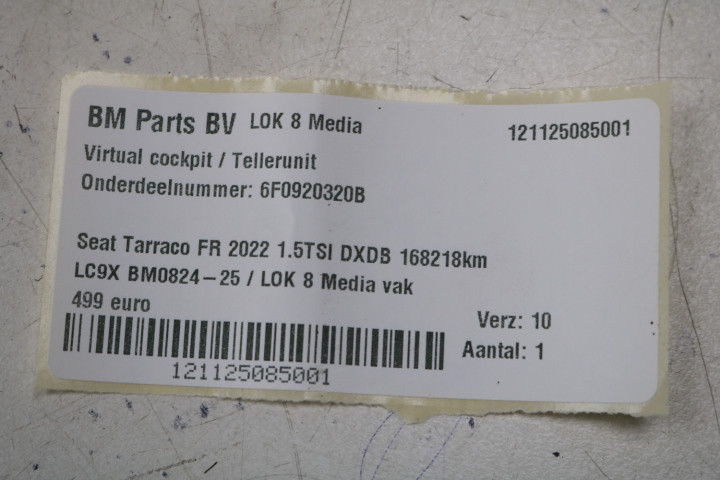 BM Parts BV LOK 8 Media 121125085001
Virtual cockpit / Tellerunit
Onderdeelnummer: 6F0920320B
Seat Tarraco FR 2022 1.5TSI DXDB 168218km
LC9X BM0824-25 / LOK 8 Media vak
499 euro
Verz: 10
Aantal: 1
121125085001